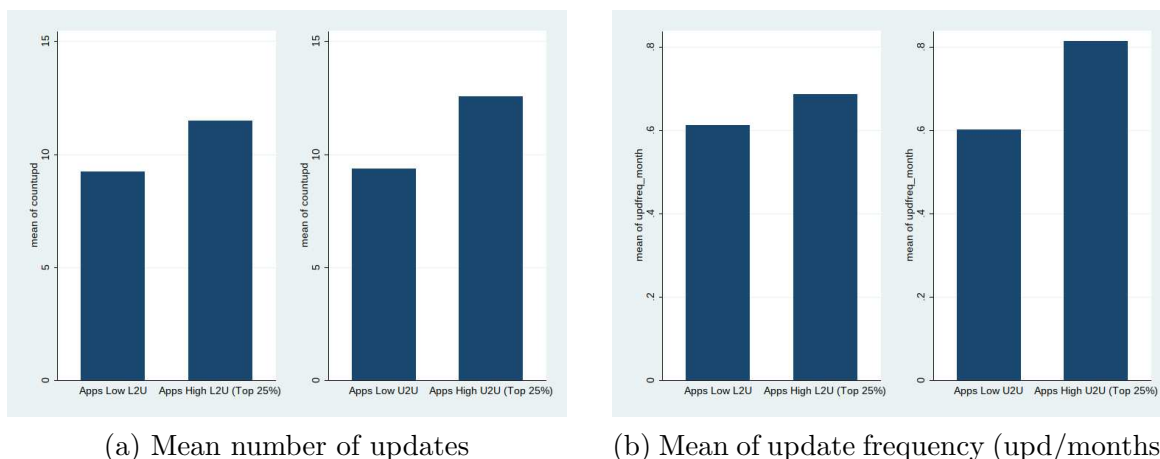 mean of countupd
15
10
5
0
Apps Low L2U Apps High L2U (Top 25%)
mean of countupd
15
10
5
0
Apps Low U2U Apps High U2U (Top 25%)
(a) Mean number of updates
mean of updfreq_month
.8
.6
.4
.2
0
Apps Low L2U Apps High L2U (Top 25%)
mean of updfreq_month
.8
.6
.4
.2
0
Apps Low U2U Apps High U2U (Top 25%)
(b) Mean of update frequency (upd/months